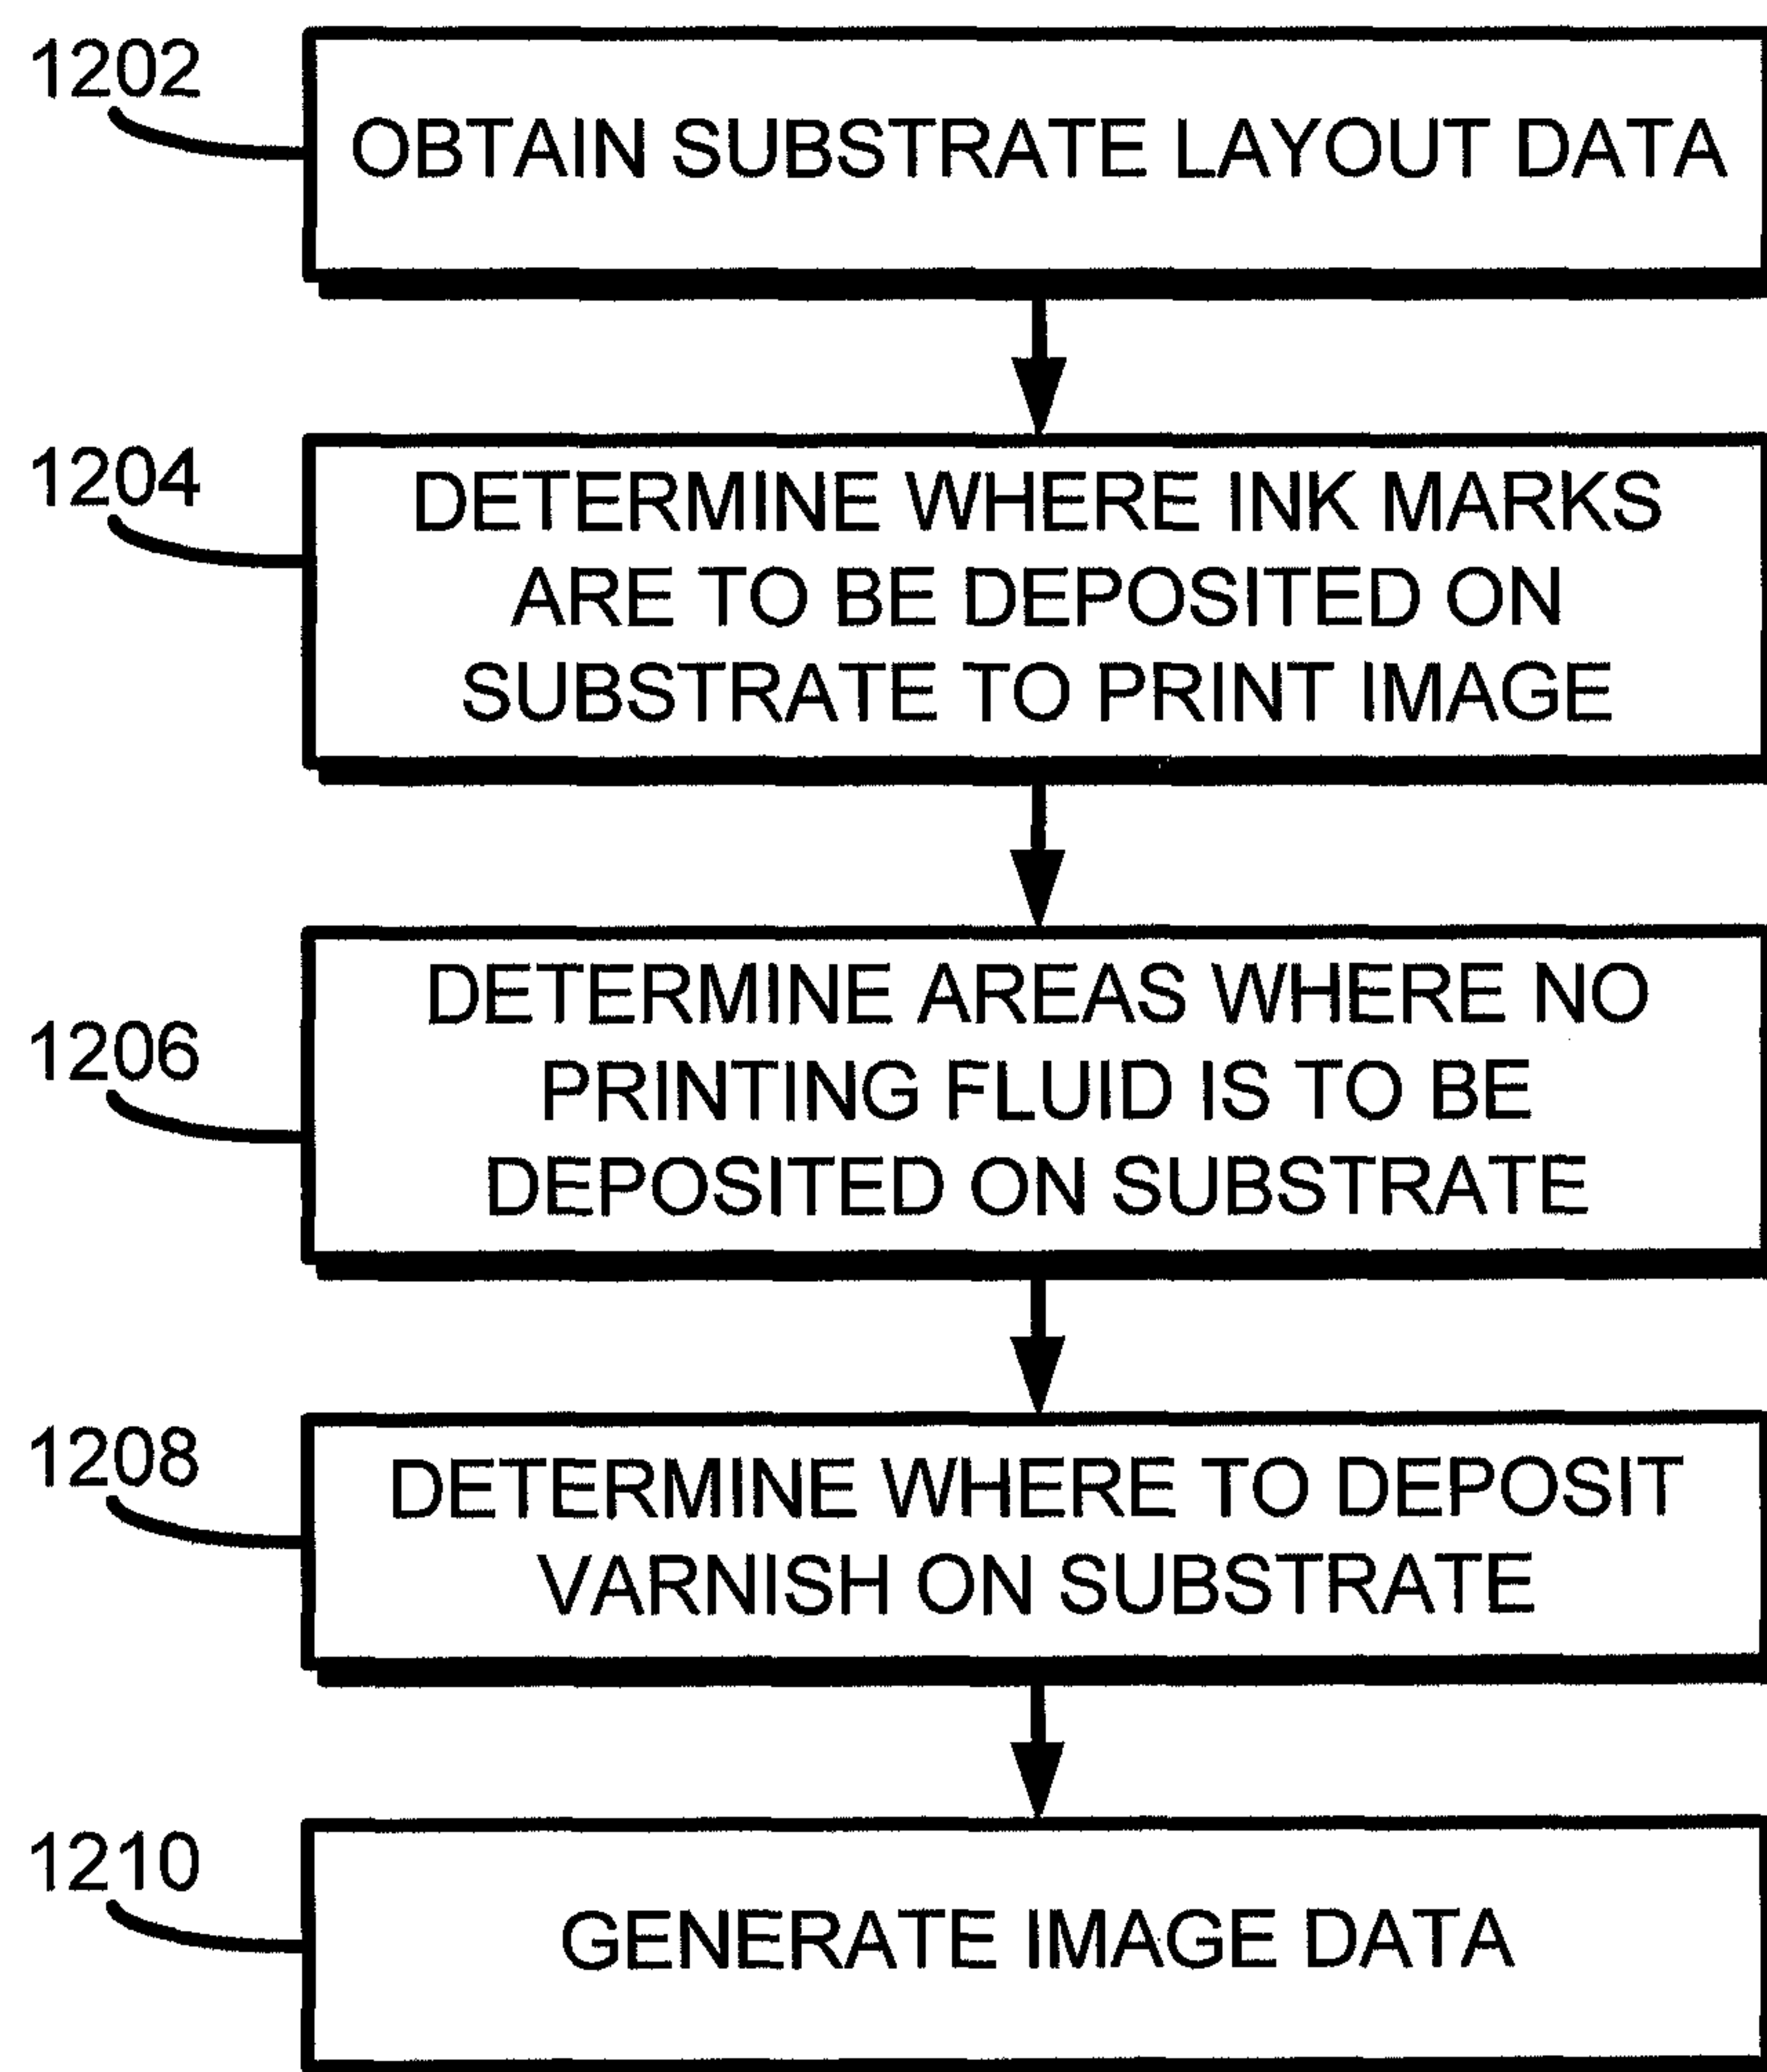 1202
OBTAIN SUBSTRATE LAYOUT DATA
1204
DETERMINE WHERE INK MARKS
ARE TO BE DEPOSITED ON
SUBSTRATE TO PRINT IMAGE
1206
DETERMINE AREAS WHERE NO
PRINTING FLUID IS TO BE
DEPOSITED ON SUBSTRATE
1208
DETERMINE WHERE TO DEPOSIT
VARNISH ON SUBSTRATE
1210
GENERATE IMAGE DATA